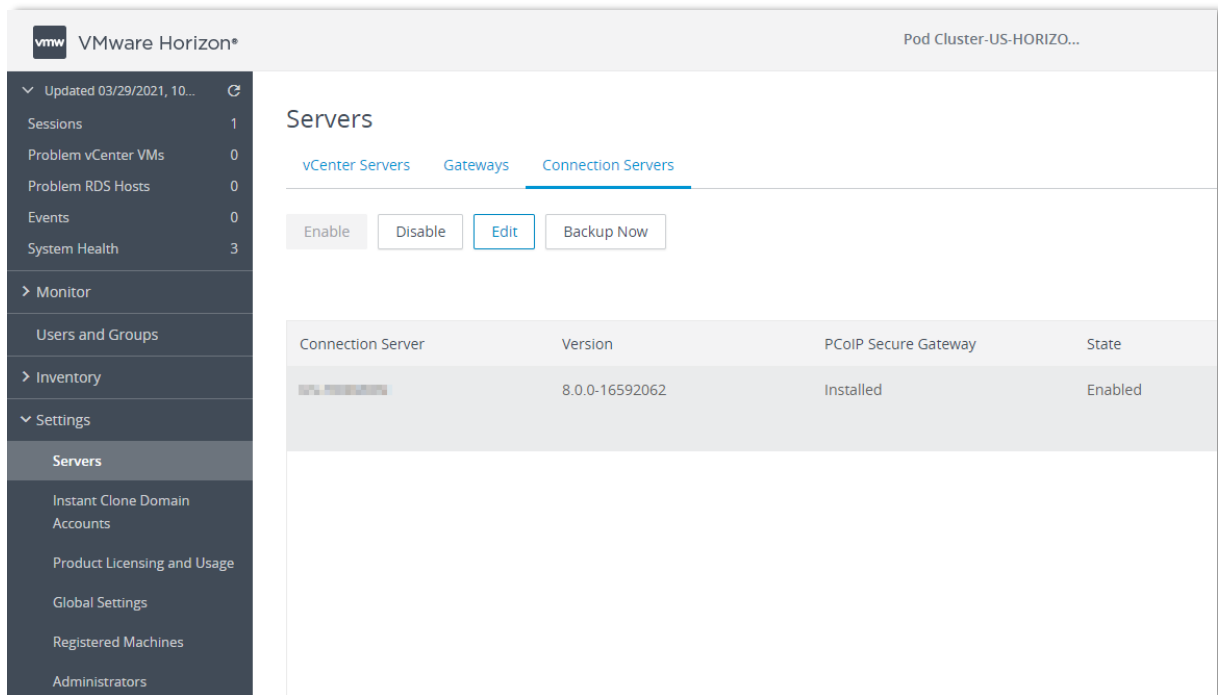 vmw VMware Horizon® Pod Cluster-US-HORIZO...
Updated 03/29/2021, 10...
Sessions 1
Problem vCenter VMs 0
Problem RDS Hosts 0
Events 0
System Health 3
Monitor
Users and Groups
Inventory
Settings
Servers
Instant Clone Domain
Accounts
Product Licensing and Usage
Global Settings
Registered Machines
Administrators
Servers
vCenter Servers Gateways Connection Servers
Enable Disable Edit Backup Now
Connection Server Version PCoIP Secure Gateway State
8.0.0-16592062 Installed Enabled